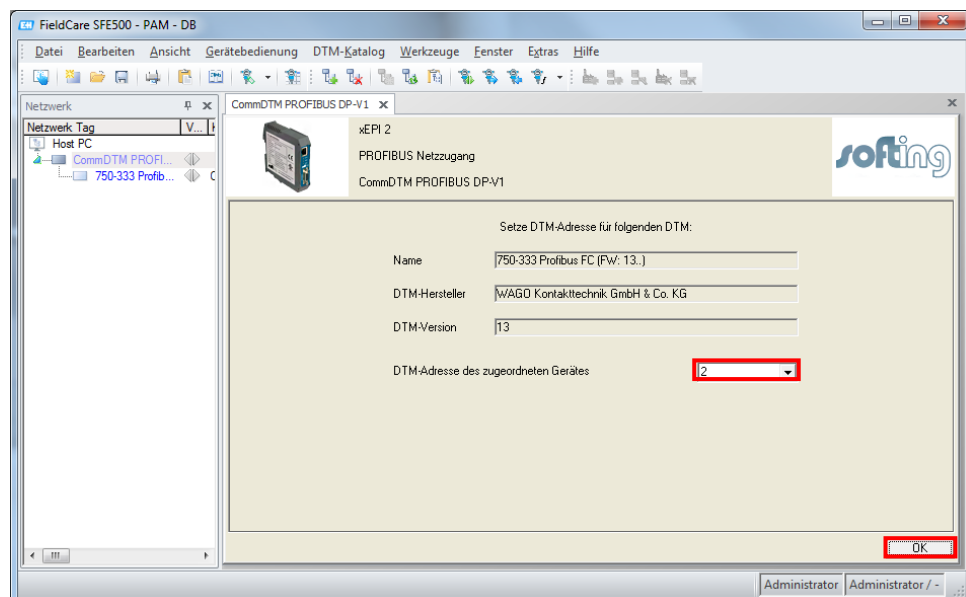 FieldCare SFE500 - PAM - DB
Datei Bearbeiten Ansicht Gerätebedienung DTM-Katalog Werkzeuge Fenster Extras Hilfe
Netzwerk
Netzwerk Tag V...
Host PC
CommDTM PROFI...
750-333 Profib...
CommDTM PROFIBUS DP-V1
xEPI 2
PROFIBUS Netzzugang
CommDTM PROFIBUS DP-V1
softing
Setze DTM-Adresse für folgenden DTM:
Name 750-333 Profibus FC (FW: 13..)
DTM-Hersteller WAGO Kontakttechnik GmbH & Co. KG
DTM-Version 13
DTM-Adresse des zugeordneten Gerätes 2
OK
Administrator Administrator / -